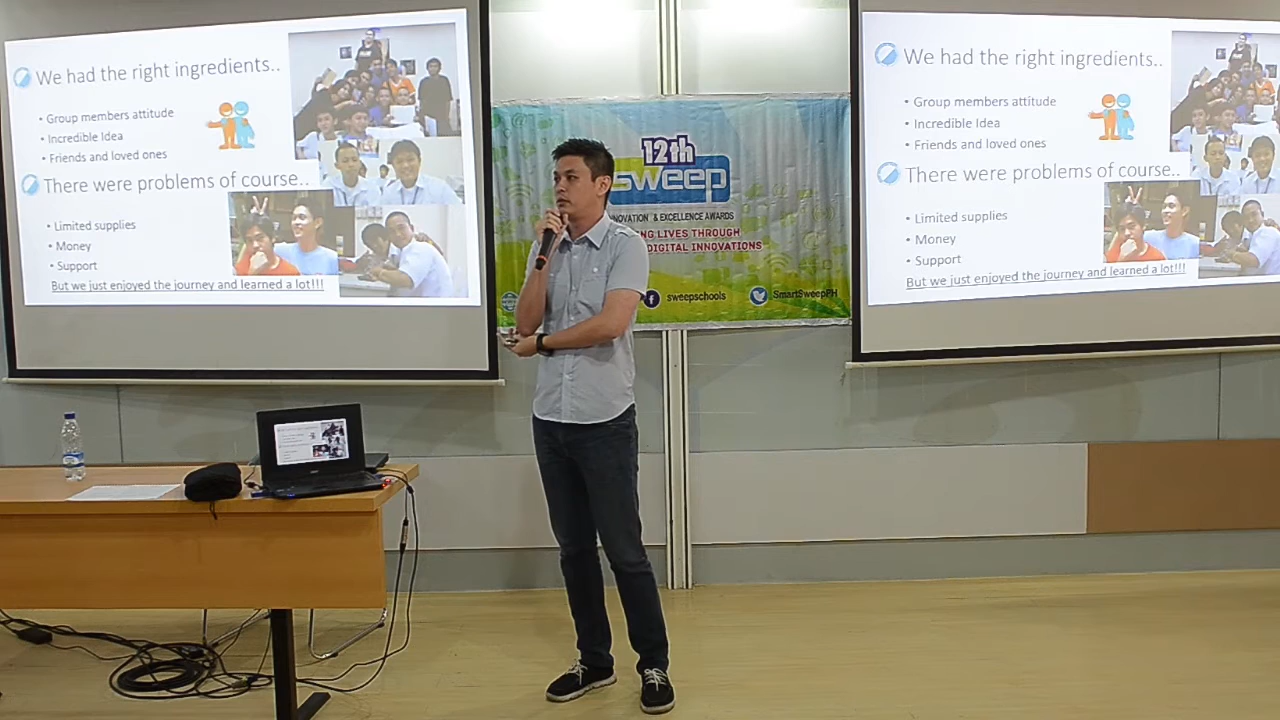 We had the right ingredients..
• Group members attitude
• Incredible Idea
• Friends and loved ones
There were problems of course..
• Limited supplies
• Money
• Support
But we just enjoyed the journey and learned a lot!!!
12th
sweep
NNOVATION & EXCELLENCE AWARDS
NG LIVES THROUGH
DIGITAL INNOVATIONS
sweepschools
SmartSweepPH
We had the right ingredients..
• Group members attitude
• Incredible Idea
• Friends and loved ones
There were problems of course..
• Limited supplies
• Money
• Support
But we just enjoyed the journey and learned a lot!!!